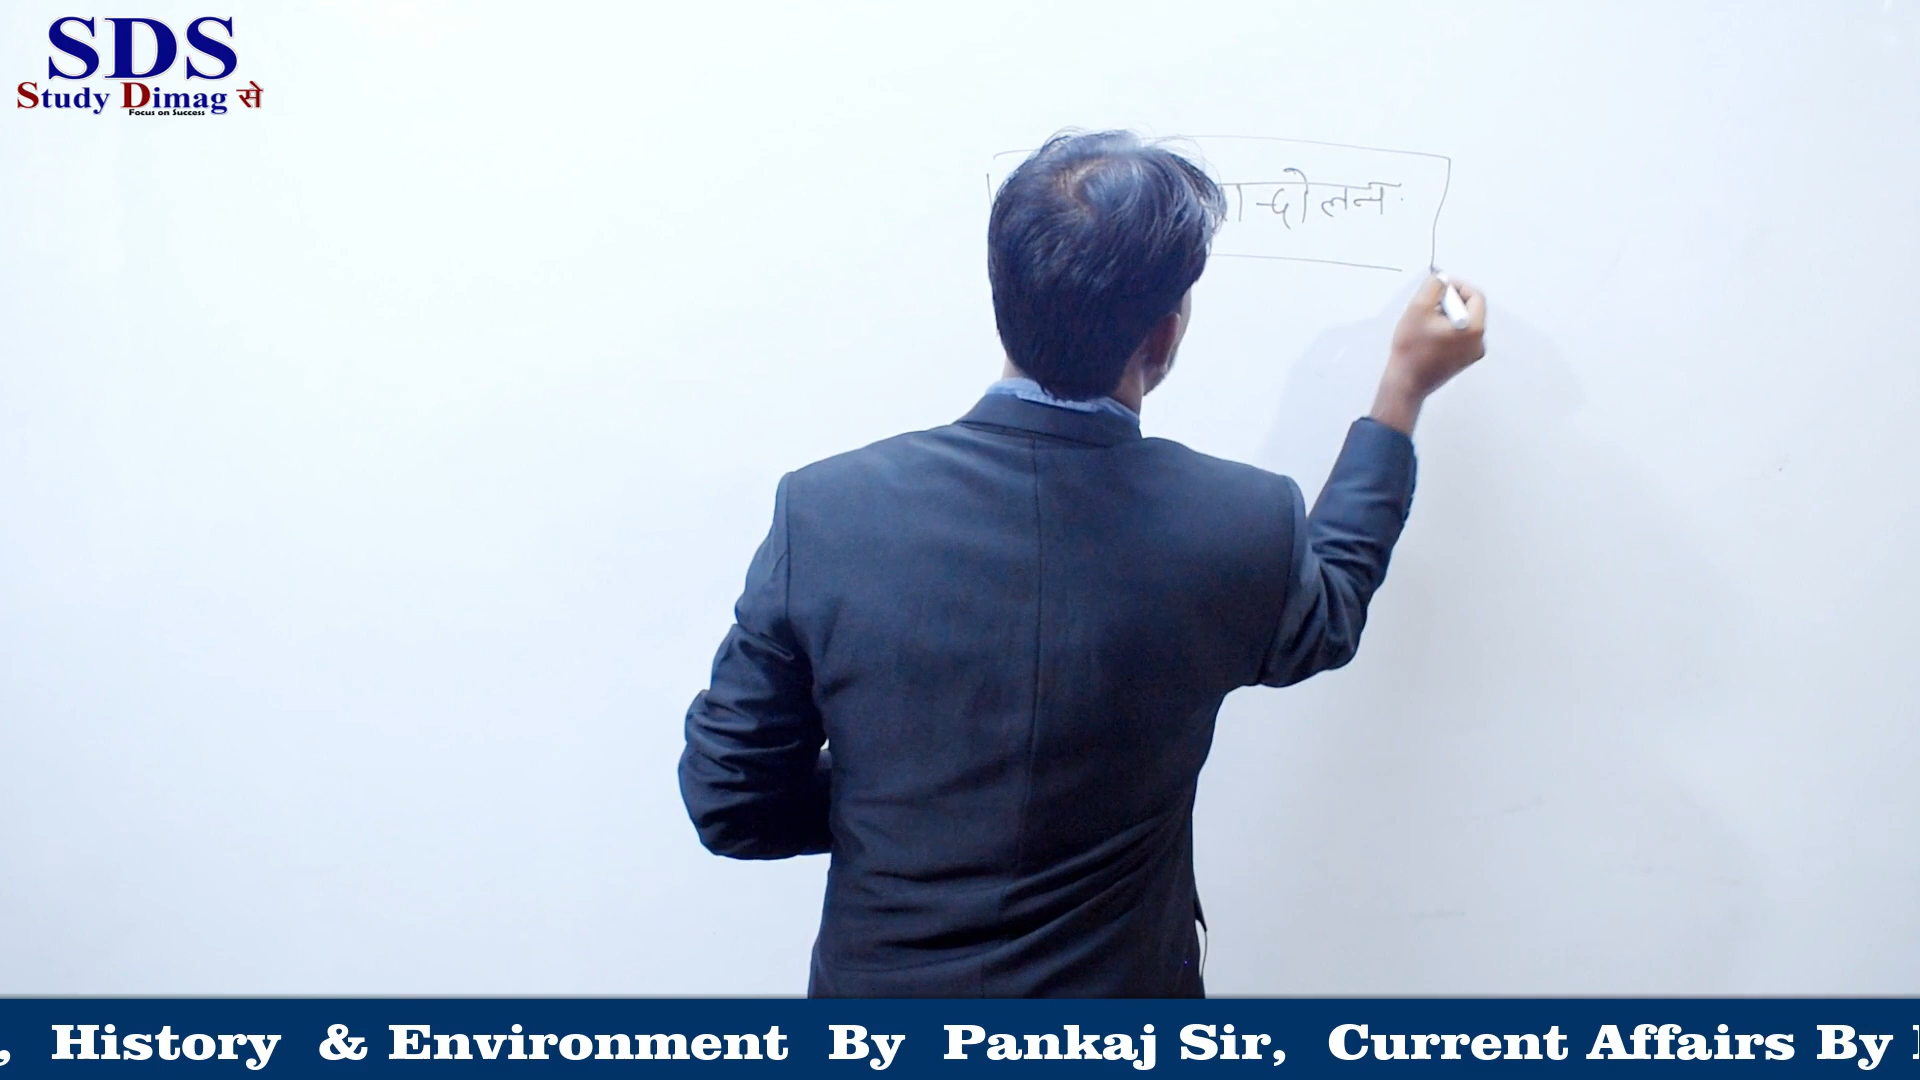 SDS
Study Dimag से
Focus on Success
न्दोलन
, History & Environment By Pankaj Sir, Current Affairs By